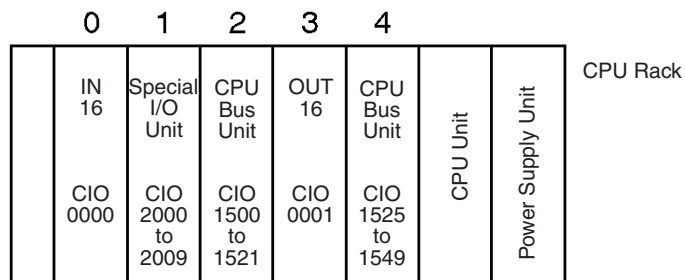 0 1 2 3 4
IN
16
CIO
0000
Special
I/O
Unit
CIO
2000
to
2009
CPU
Bus
Unit
CIO
1500
to
1521
OUT
16
CIO
0001
CPU
Bus
Unit
CIO
1525
to
1549
CPU Unit
Power Supply Unit
CPU Rack